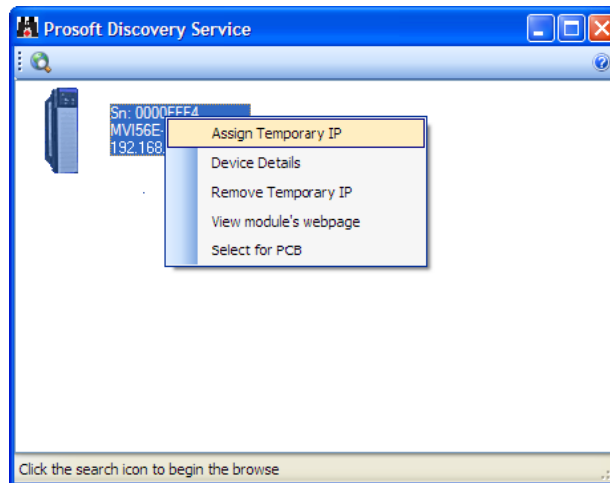 Prosoft Discovery Service
Sn: 0000FFF4
MVI56E-
192.168.
Assign Temporary IP
Device Details
Remove Temporary IP
View module's webpage
Select for PCB
Click the search icon to begin the browse